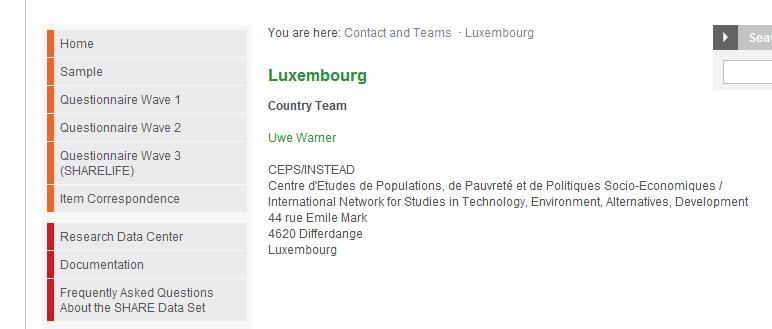 Home
Sample
Questionnaire Wave 1
Questionnaire Wave 2
Questionnaire Wave 3
(SHARELIFE)
Item Correspondence
Research Data Center
Documentation
Frequently Asked Questions
About the SHARE Data Set
You are here: Contact and Teams · Luxembourg
Luxembourg
Country Team
Uwe Warner
CEPS/INSTEAD
Centre d'Etudes de Populations, de Pauvreté et de Politiques Socio-Economiques /
International Network for Studies in Technology, Environment, Alternatives, Development
44 rue Emile Mark
4620 Differdange
Luxembourg
Sea